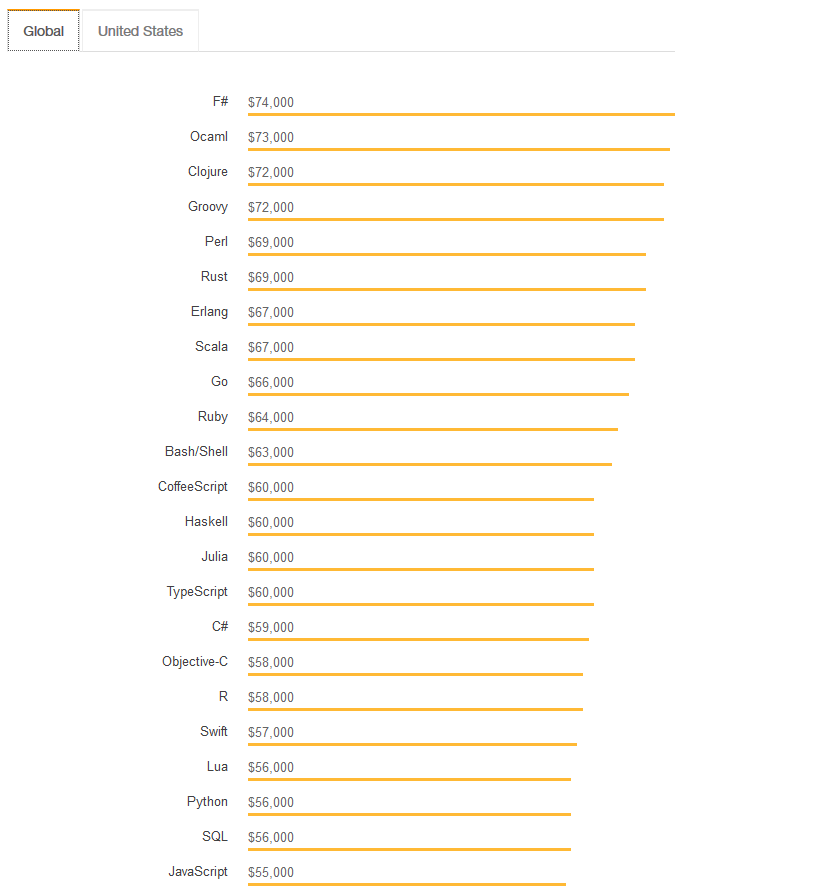 Global United States
F# $74,000
Ocaml $73,000
Clojure $72,000
Groovy $72,000
Perl $69,000
Rust $69,000
Erlang $67,000
Scala $67,000
Go $66,000
Ruby $64,000
Bash/Shell $63,000
CoffeeScript $60,000
Haskell $60,000
Julia $60,000
TypeScript $60,000
C# $59,000
Objective-C $58,000
R $58,000
Swift $57,000
Lua $56,000
Python $56,000
SQL $56,000
JavaScript $55,000